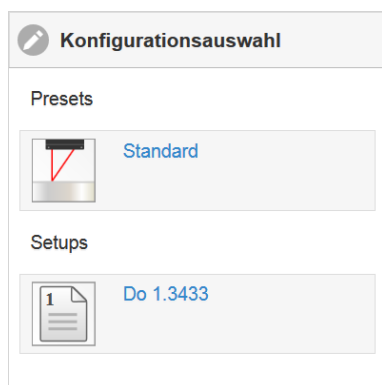 Konfigurationsauswahl
Presets
Standard
Setups
1
Do 1.3433